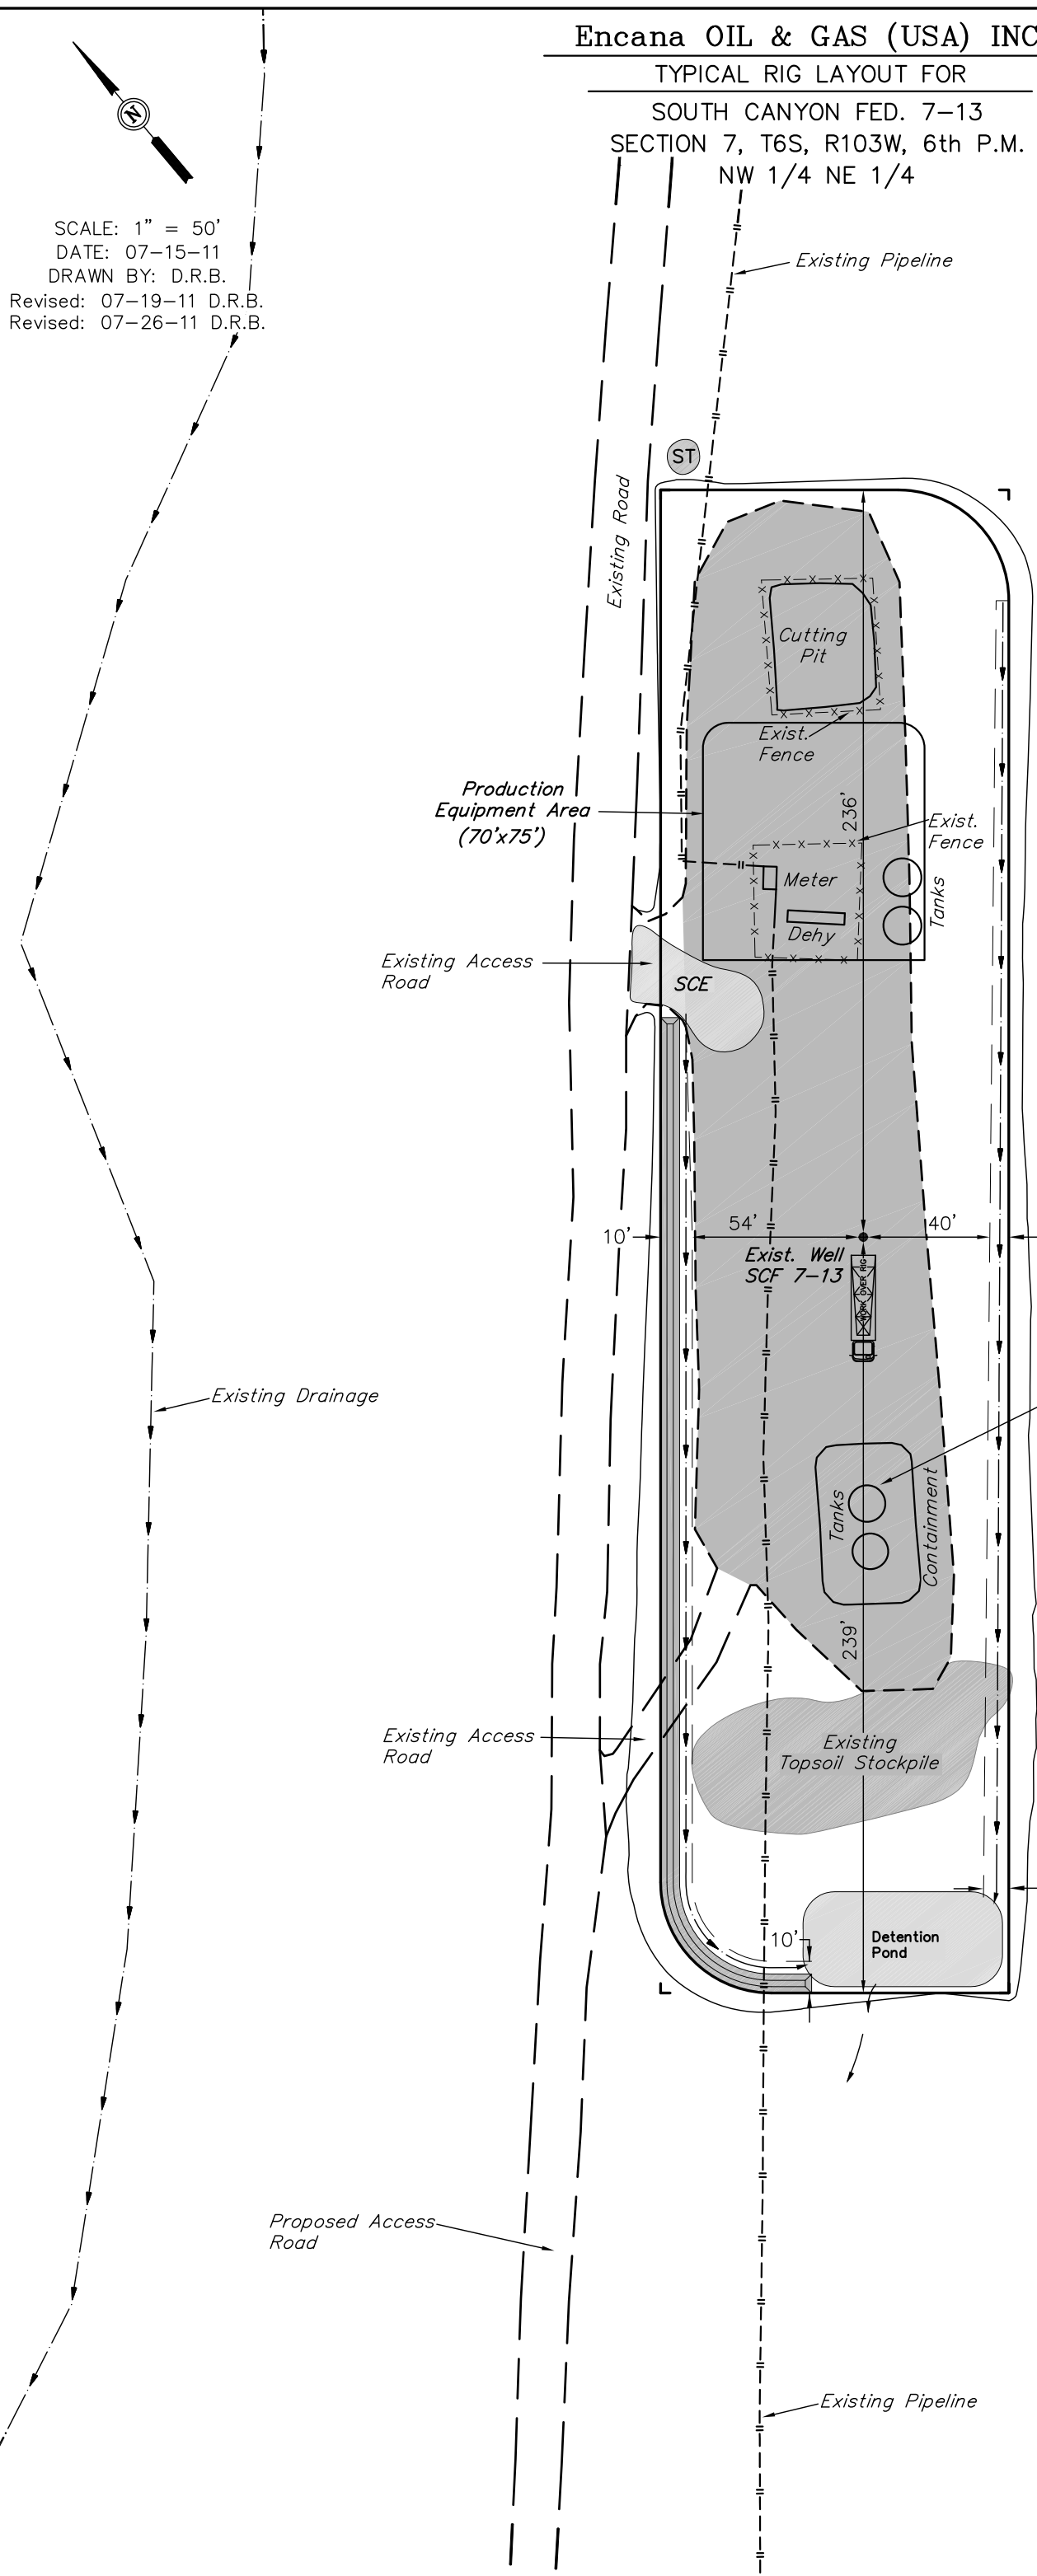 Encana OIL & GAS (USA) INC
TYPICAL RIG LAYOUT FOR
SOUTH CANYON FED. 7-13
SECTION 7, T6S, R103W, 6th P.M.
NW 1/4 NE 1/4
N
SCALE: 1" = 50'
DATE: 07-15-11
DRAWN BY: D.R.B.
Revised: 07-19-11 D.R.B.
Revised: 07-26-11 D.R.B.
Existing Pipeline
ST
Existing Road
Cutting
Pit
Exist.
Fence
Production
Equipment Area
(70'x75')
236'
Exist.
Fence
Meter
Tanks
Dehy
Existing Access
Road
SCE
10'
54'
40'
Exist. Well
SCF 7-13
WORK OVER RIG
Existing Drainage
Tanks
Containment
239'
Existing Access
Road
Existing
Topsoil Stockpile
10'
Detention
Pond
Proposed Access
Road
Existing Pipeline